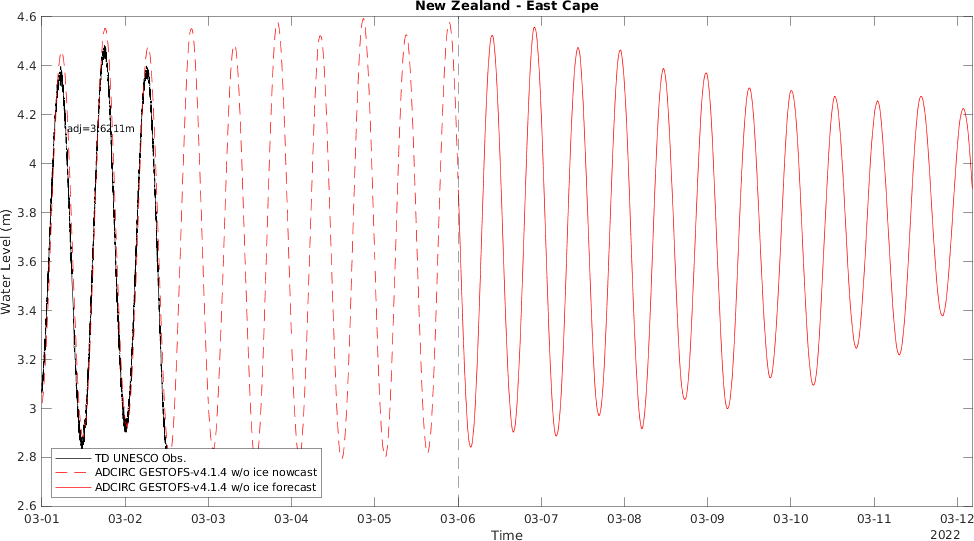 New Zealand - East Cape
Water Level (m)
4.6
4.4
4.2
4
3.8
3.6
3.4
3.2
3
2.8
2.6
adj=3.6211m
TD UNESCO Obs.
ADCIRC GESTOFS-v4.1.4 w/o ice nowcast
ADCIRC GESTOFS-v4.1.4 w/o ice forecast
03-01 03-02 03-03 03-04 03-05 03-06 03-07 03-08 03-09 03-10 03-11 03-12
Time
2022